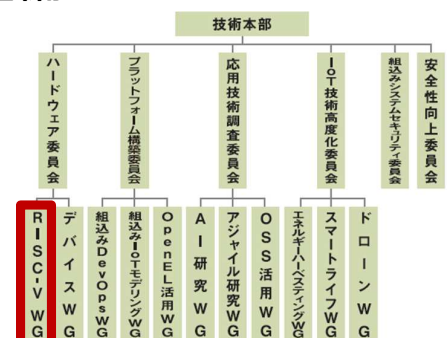 技術本部
ハードウェア委員会
プラットフォーム構築委員会
応用技術調査委員会
IoT技術高度化委員会
組込みシステムセキュリティ委員会
安全性向上委員会
RISC-V WG
デバイスWG
組込みDevOpsWG
組込みIoTモデリングWG
OpenEL活用WG
AI研究WG
アジャイル研究WG
OSS活用WG
エネルギーハーベスティングWG
スマートライフWG
ドローンWG